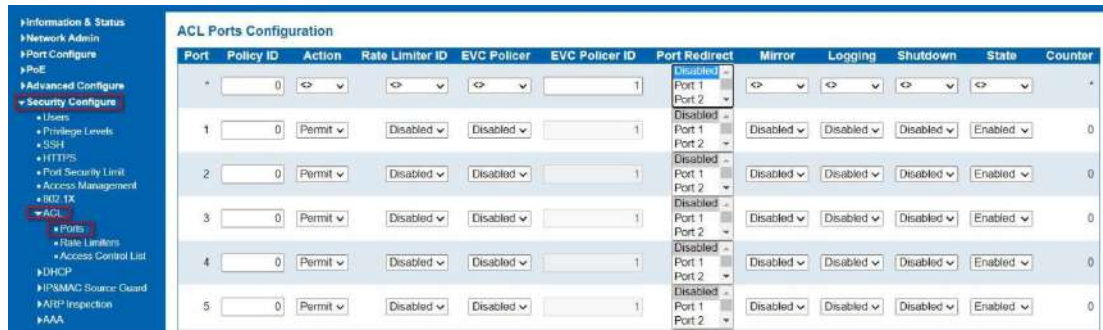 Information & Status
Network Admin
Port Configure
PoE
Advanced Configure
Security Configure
Users
Privilege Levels
SSH
HTTPS
Port Security Limit
Access Management
802.1X
ACL
Ports
Rate Limiters
Access Control List
DHCP
IP&MAC Source Guard
ARP Inspection
AAA
ACL Ports Configuration
Port Policy ID Action Rate Limiter ID EVC Policer EVC Policer ID Port Redirect Mirror Logging Shutdown State Counter
Disabled
* 0 <> <> <> 1 Port 1 <> <> <> <> *
Port 2
Disabled
1 0 Permit Disabled Disabled 1 Port 1 Disabled Disabled Disabled Enabled 0
Port 2
Disabled
2 0 Permit Disabled Disabled 1 Port 1 Disabled Disabled Disabled Enabled 0
Port 2
Disabled
3 0 Permit Disabled Disabled 1 Port 1 Disabled Disabled Disabled Enabled 0
Port 2
Disabled
4 0 Permit Disabled Disabled 1 Port 1 Disabled Disabled Disabled Enabled 0
Port 2
Disabled
5 0 Permit Disabled Disabled 1 Port 1 Disabled Disabled Disabled Enabled 0
Port 2